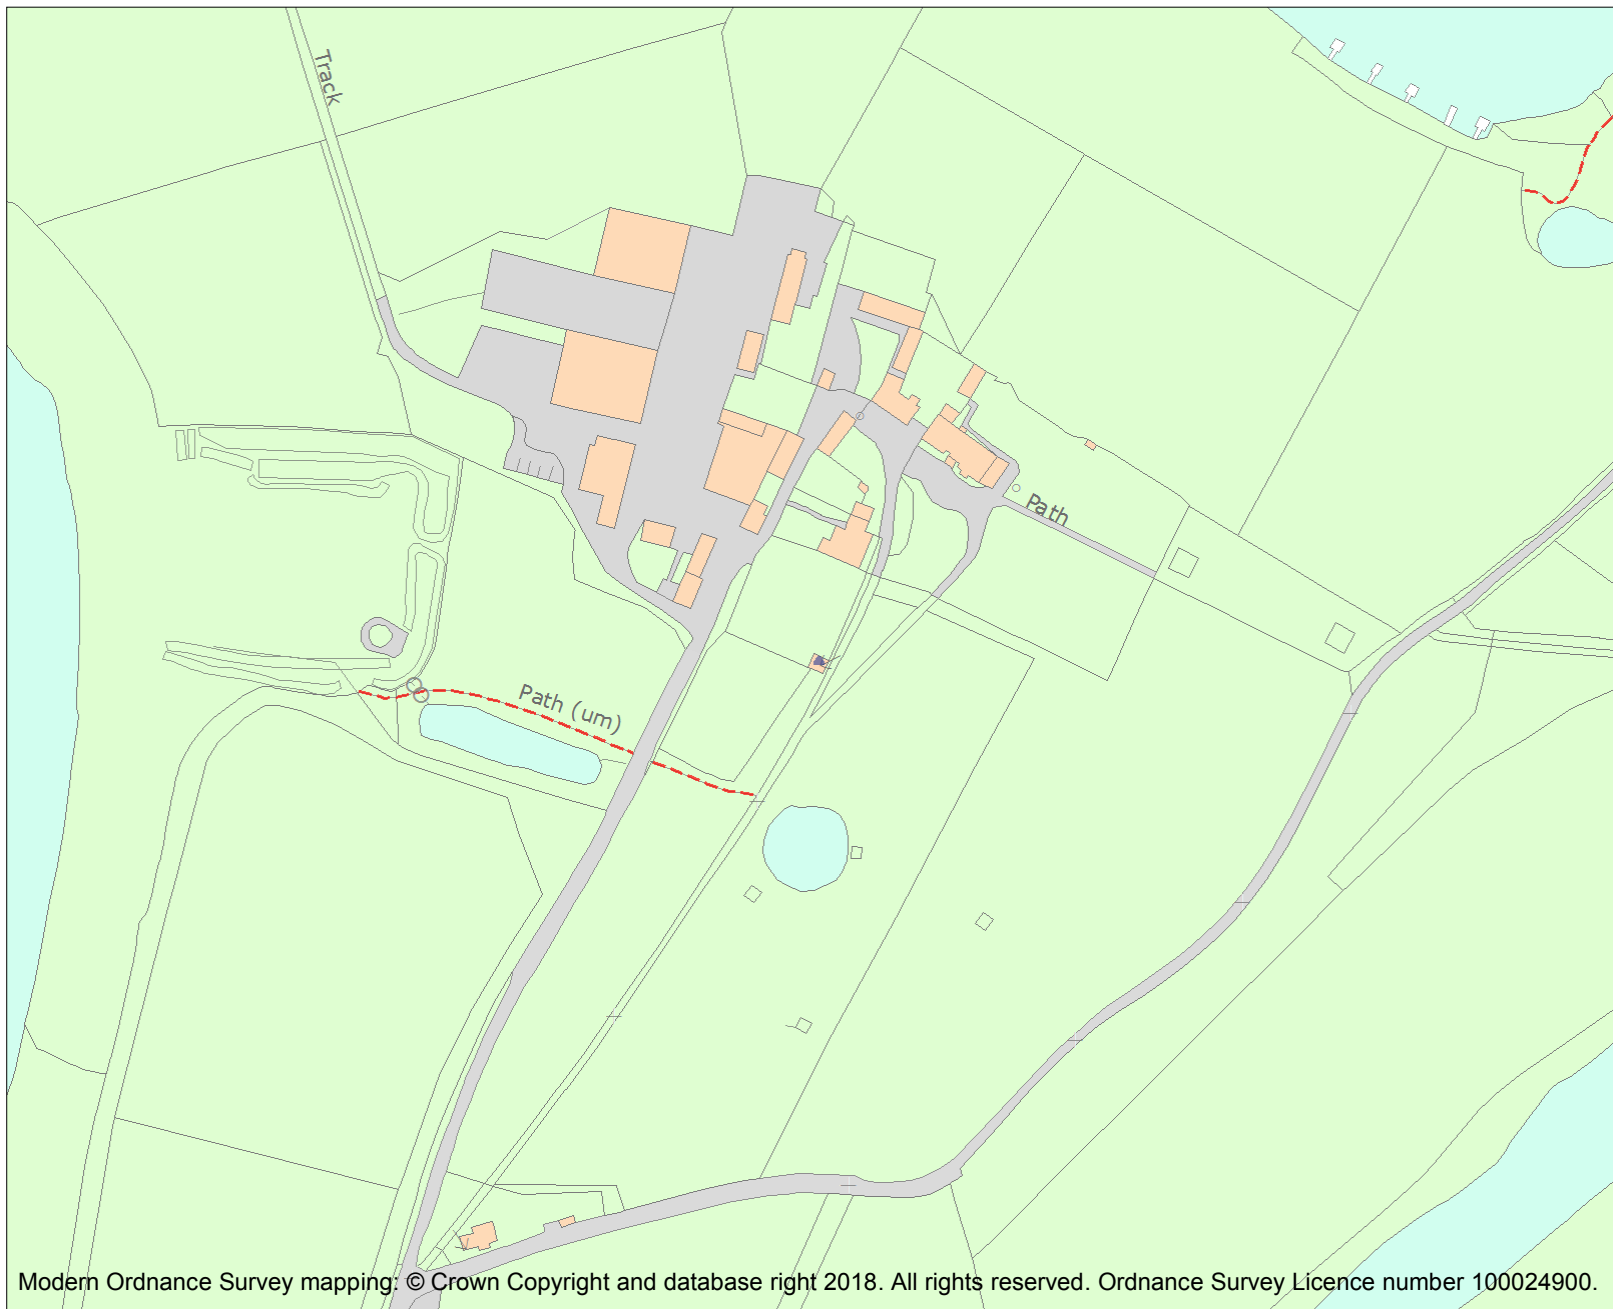 Track
Path
Path (um)
Modern Ordnance Survey mapping: © Crown Copyright and database right 2018. All rights reserved. Ordnance Survey Licence number 100024900.